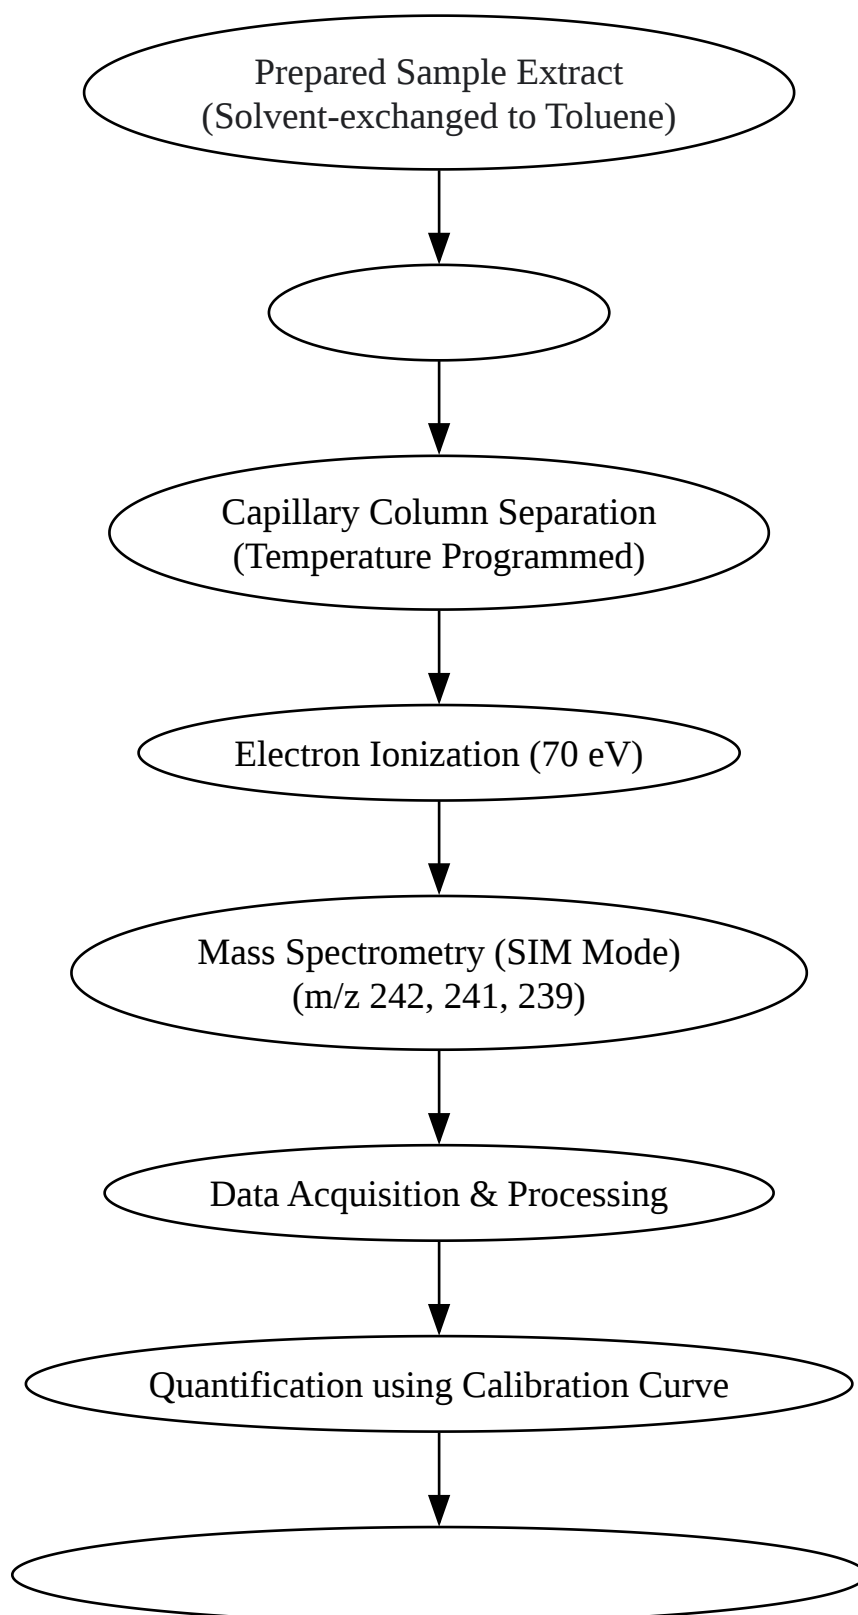 Prepared Sample Extract
(Solvent-exchanged to Toluene)
Capillary Column Separation
(Temperature Programmed)
Electron Ionization (70 eV)
Mass Spectrometry (SIM Mode)
(m/z 242, 241, 239)
Data Acquisition & Processing
Quantification using Calibration Curve